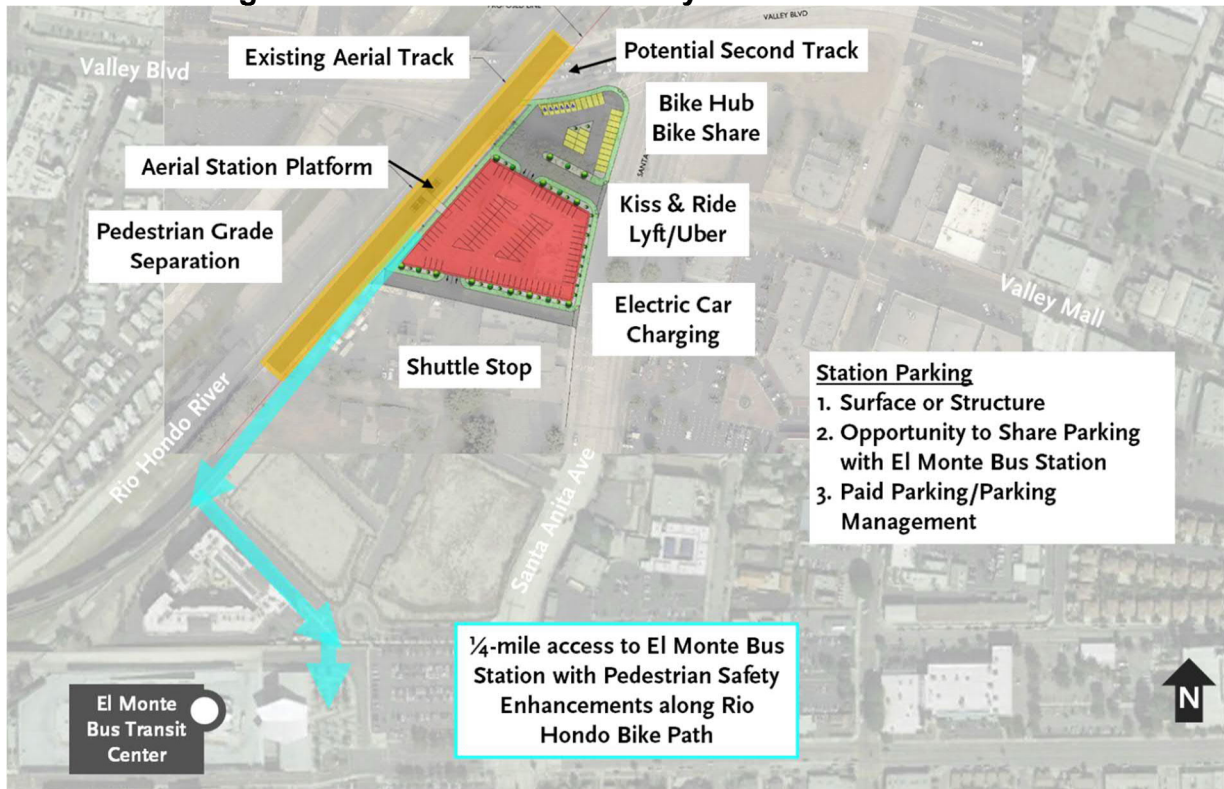 VALLEY BLVD
Valley Blvd
Existing Aerial Track
Potential Second Track
Bike Hub
Bike Share
Aerial Station Platform
Pedestrian Grade
Separation
Kiss & Ride
Lyft/Uber
Electric Car
Charging
Valley Mall
Shuttle Stop
Station Parking
1. Surface or Structure
2. Opportunity to Share Parking
with El Monte Bus Station
3. Paid Parking/Parking
Management
Rio Hondo River
Santa Anita Ave
¼-mile access to El Monte Bus
Station with Pedestrian Safety
Enhancements along Rio
Hondo Bike Path
El Monte
Bus Transit
Center
N